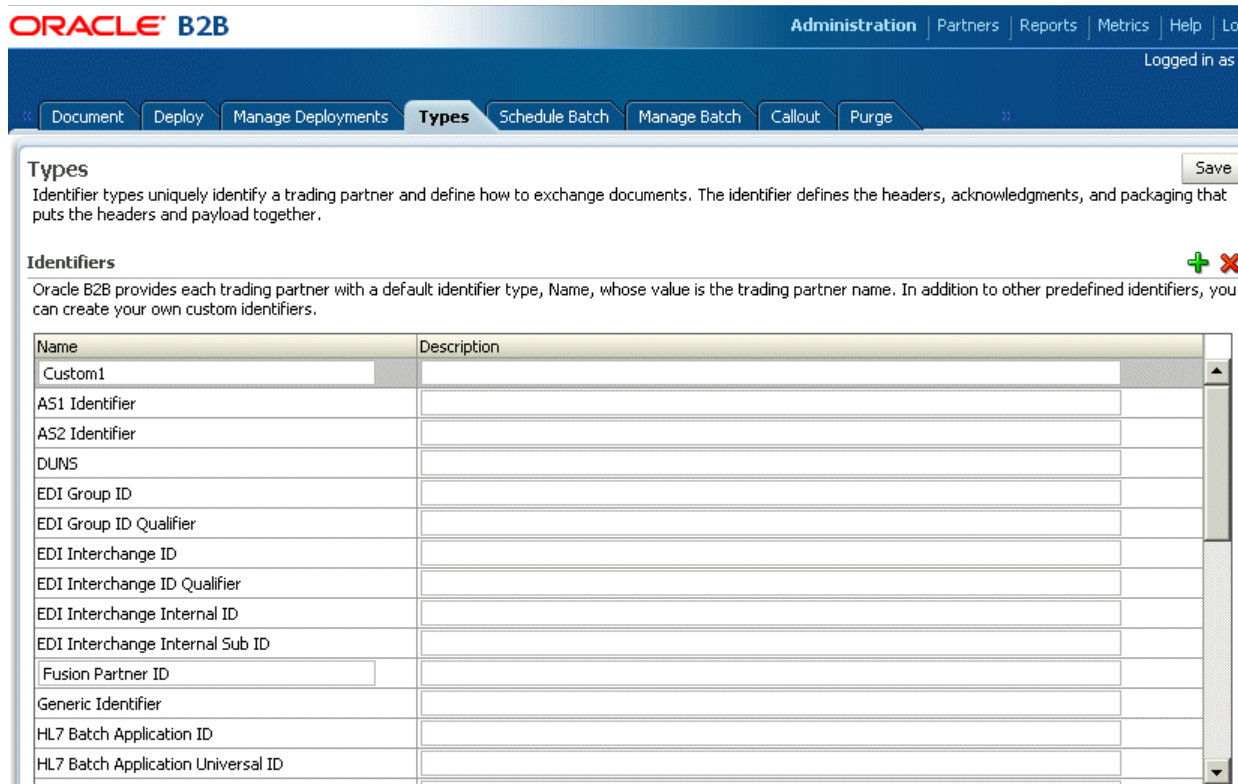 ORACLE B2B
Administration | Partners | Reports | Metrics | Help | Lo
Logged in as
« Document Deploy Manage Deployments Types Schedule Batch Manage Batch Callout Purge »
Types
Save
Identifier types uniquely identify a trading partner and define how to exchange documents. The identifier defines the headers, acknowledgments, and packaging that
puts the headers and payload together.
Identifiers
Oracle B2B provides each trading partner with a default identifier type, Name, whose value is the trading partner name. In addition to other predefined identifiers, you
can create your own custom identifiers.
Name Description
Custom1
AS1 Identifier
AS2 Identifier
DUNS
EDI Group ID
EDI Group ID Qualifier
EDI Interchange ID
EDI Interchange ID Qualifier
EDI Interchange Internal ID
EDI Interchange Internal Sub ID
Fusion Partner ID
Generic Identifier
HL7 Batch Application ID
HL7 Batch Application Universal ID